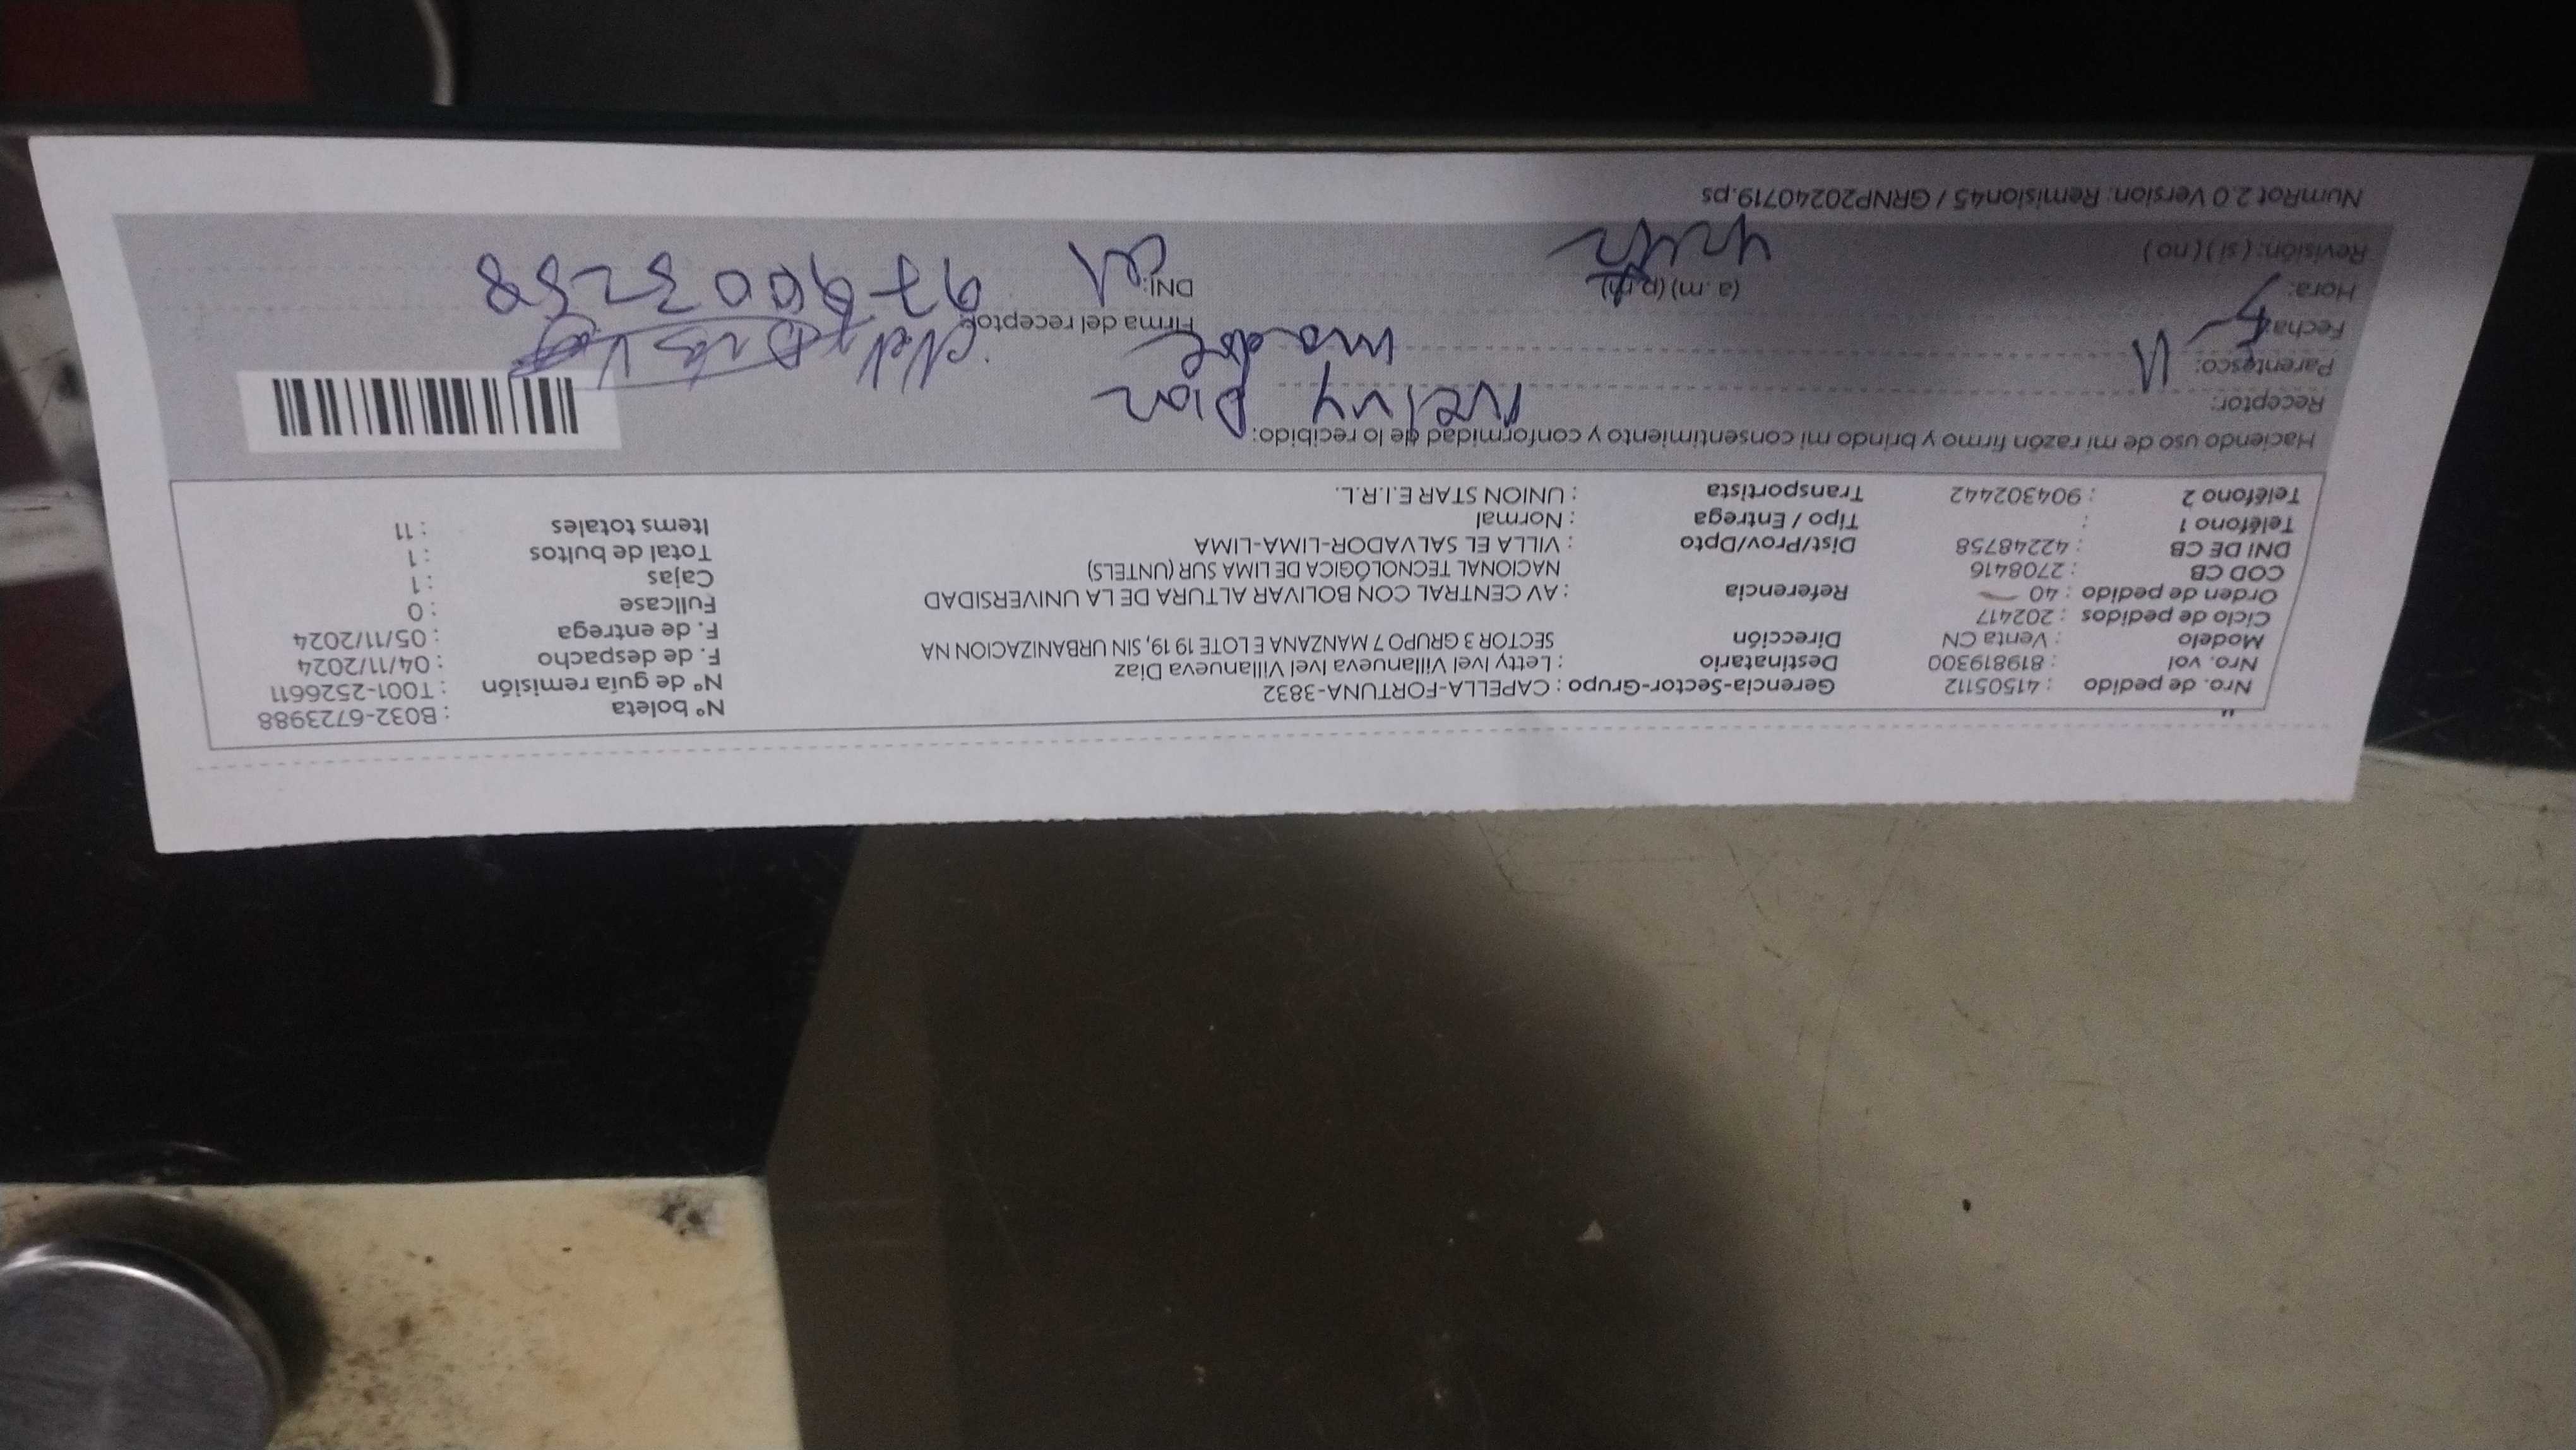 Nro. de pedido : 41505112 Gerencia-Sector-Grupo : CAPELLA-FORTUNA-3832 N° boleta : B032-6723988
Nro. vol : 819819300 Destinatario : Letty Ivel Villanueva Ivel Villanueva Diaz N° de guía remisión : T001-2526611
Modelo : Venta CN Dirección SECTOR 3 GRUPO 7 MANZANA E LOTE 19 19, SIN URBANIZACION NACION NA F. de despacho : 04/11/2024
Ciclo de pedidos : 202417 F. de entrega : 05/11/2024
Orden de pedido : 40 Referencia : AV CENTRAL CON BOLIVAR ALTURA DE LA UNIVERSIDAD Fullcase : 0
COD CB : 2708416 NACIONAL TECNOLÓGICA DE LIMA SUR (UNTELS) Cajas : 1
DNI DE CB : 42248758 Dist/Prov/Dpto : VILLA EL SALVADOR-LIMA-LIMA Total de bultos : 1
Teléfono 1 : Tipo / Entrega : Normal Items totales : 11
Teléfono 2 : 904302442 Transportista : UNION STAR E.I.R.L.
Haciendo uso de mi razón firmo y brindo mi consentimiento y conformidad de lo recibido:
Receptor: Nelvy Diaz
Parentesco: madre
Fecha: Firma del receptor
Hora: (a .m) (p.m) DNI:
Revisión: ( si ) ( no )
NumRot 2.0 Version: Remision45 / GRNP20240719.ps